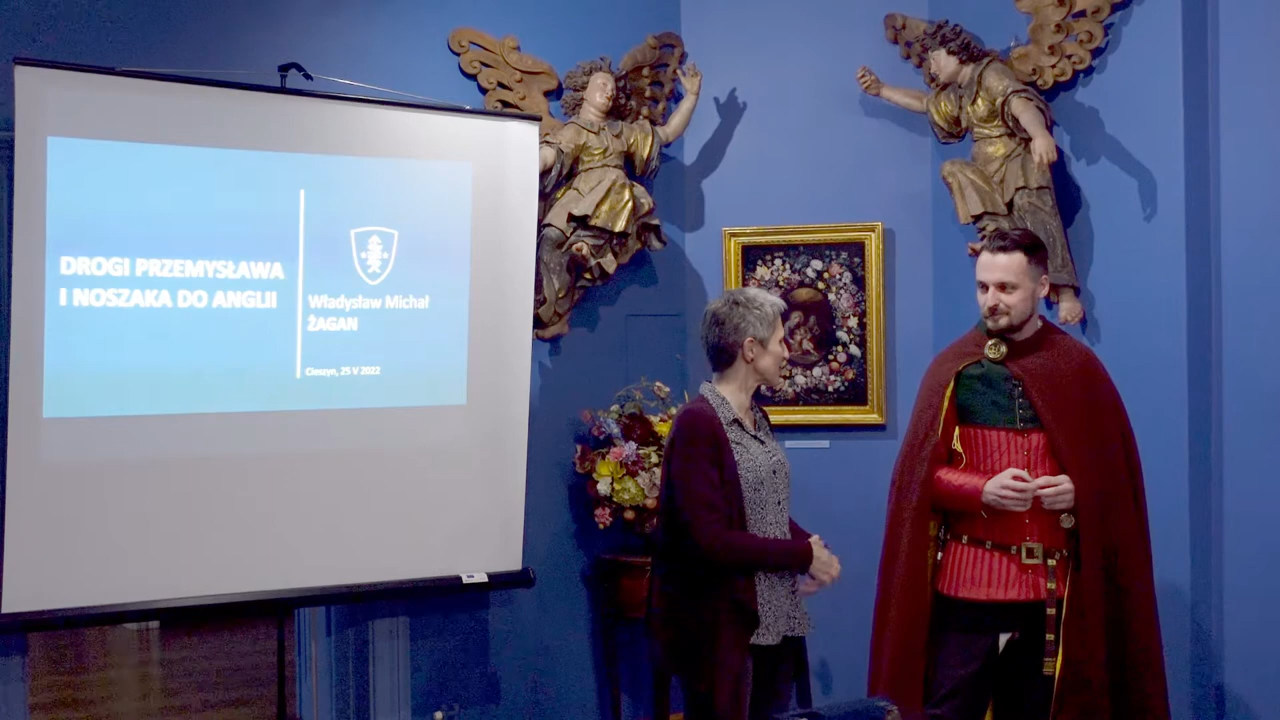 DROGI PRZEMYSŁAWA
I NOSZAKA DO ANGLII
Władysław Michał
ŻAGAN
Cieszyn, 25 V 2022